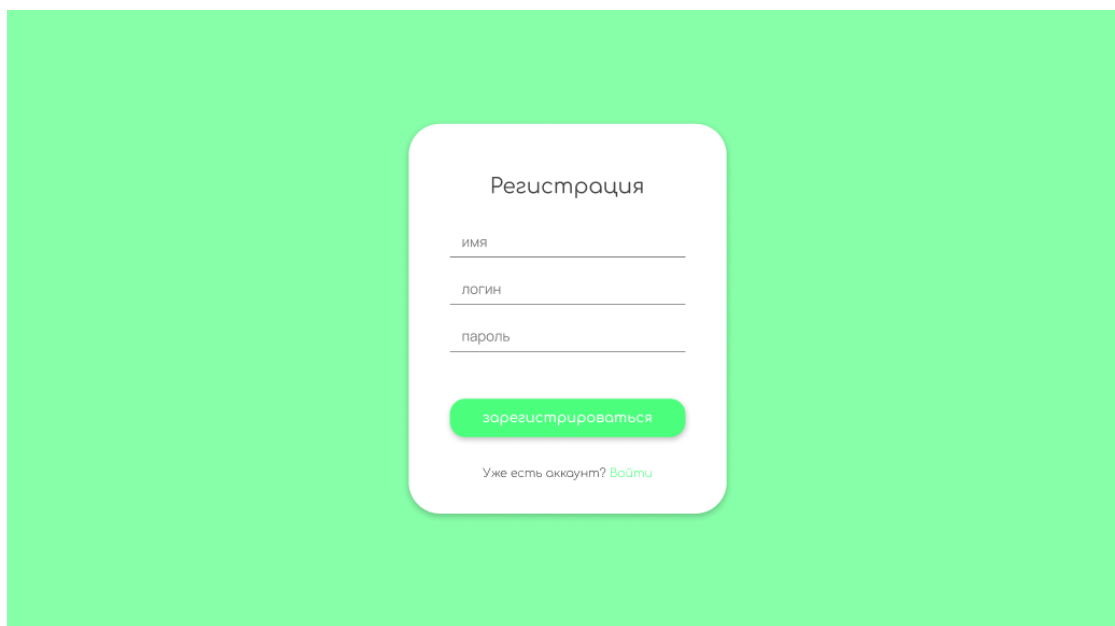 Регистрация
имя
логин
пароль
зарегистрироваться
Уже есть аккаунт? Войти